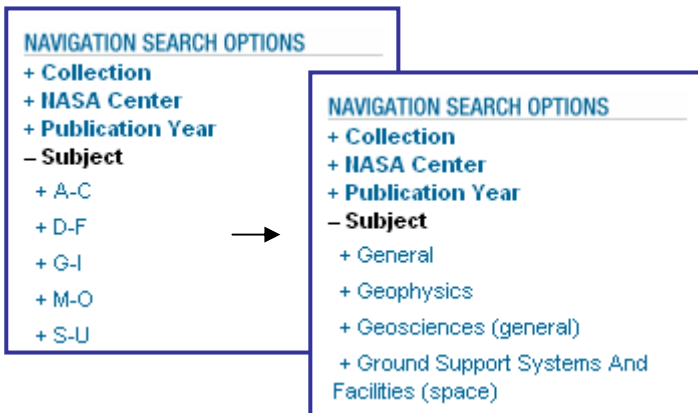 NAVIGATION SEARCH OPTIONS
+ Collection
+ NASA Center
+ Publication Year
– Subject
+ A-C
+ D-F
+ G-I
+ M-O
+ S-U
NAVIGATION SEARCH OPTIONS
+ Collection
+ NASA Center
+ Publication Year
– Subject
+ General
+ Geophysics
+ Geosciences (general)
+ Ground Support Systems And
Facilities (space)